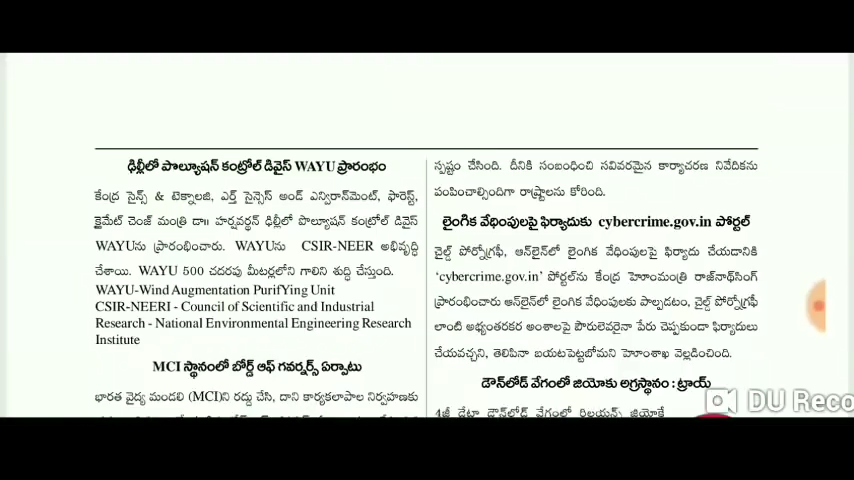 ఢిల్లీలో పొల్యూషన్ కంట్రోల్ డివైస్ WAYU ప్రారంభం
కేంద్ర సైన్స్ & టెక్నాలజి, ఎర్త్ సైన్సెస్ అండ్ ఎన్విరాన్‌మెంట్, ఫారెస్ట్,
క్లైమేట్ చెంజ్ మంత్రి డా॥ హర్షవర్థన్ ఢిల్లీలో పొల్యూషన్ కంట్రోల్ డివైస్
WAYUను ప్రారంభించారు. WAYUను CSIR-NEER అభివృద్ధి
చేశాయి. WAYU 500 చదరపు మీటర్లలోని గాలిని శుద్ధి చేస్తుంది.
WAYU-Wind Augmentation PurifYing Unit
CSIR-NEERI - Council of Scientific and Industrial
Research - National Environmental Engineering Research
Institute
MCI స్థానంలో బోర్డ్ ఆఫ్ గవర్నర్స్ ఏర్పాటు
భారత వైద్య మండలి (MCI)ని రద్దు చేసి, దాని కార్యకలాపాల నిర్వహణకు
స్పష్టం చేసింది. దీనికి సంబంధించి సవివరమైన కార్యాచరణ నివేదికను
పంపించాల్సిందిగా రాష్ట్రాలను కోరింది.
లైంగిక వేధింపులపై ఫిర్యాదుకు cybercrime.gov.in పోర్టల్
చైల్డ్ పోర్నోగ్రఫీ, ఆన్‌లైన్‌లో లైంగిక వేధింపులపై ఫిర్యాదు చేయడానికి
‘cybercrime.gov.in’ పోర్టల్‌ను కేంద్ర హెూంమంత్రి రాజ్‌నాథ్‌సింగ్
ప్రారంభించారు ఆన్‌లైన్‌లో లైంగిక వేధింపులకు పాల్పడటం, చైల్డ్ పోర్నోగ్రఫీ
లాంటి అభ్యంతరకర అంశాలపై పౌరులెవరైనా పేరు చెప్పకుండా ఫిర్యాదులు
చేయవచ్చని, తెలిపినా బయటపెట్టబోమని హెూంశాఖ వెల్లడించింది.
డౌన్‌లోడ్ వేగంలో జియోకు అగ్రస్థానం : ట్రాయ్
4జీ డేటా డౌన్‌లోడ్ వేగంలో రిలయన్స్ జియోకే
DU Reco